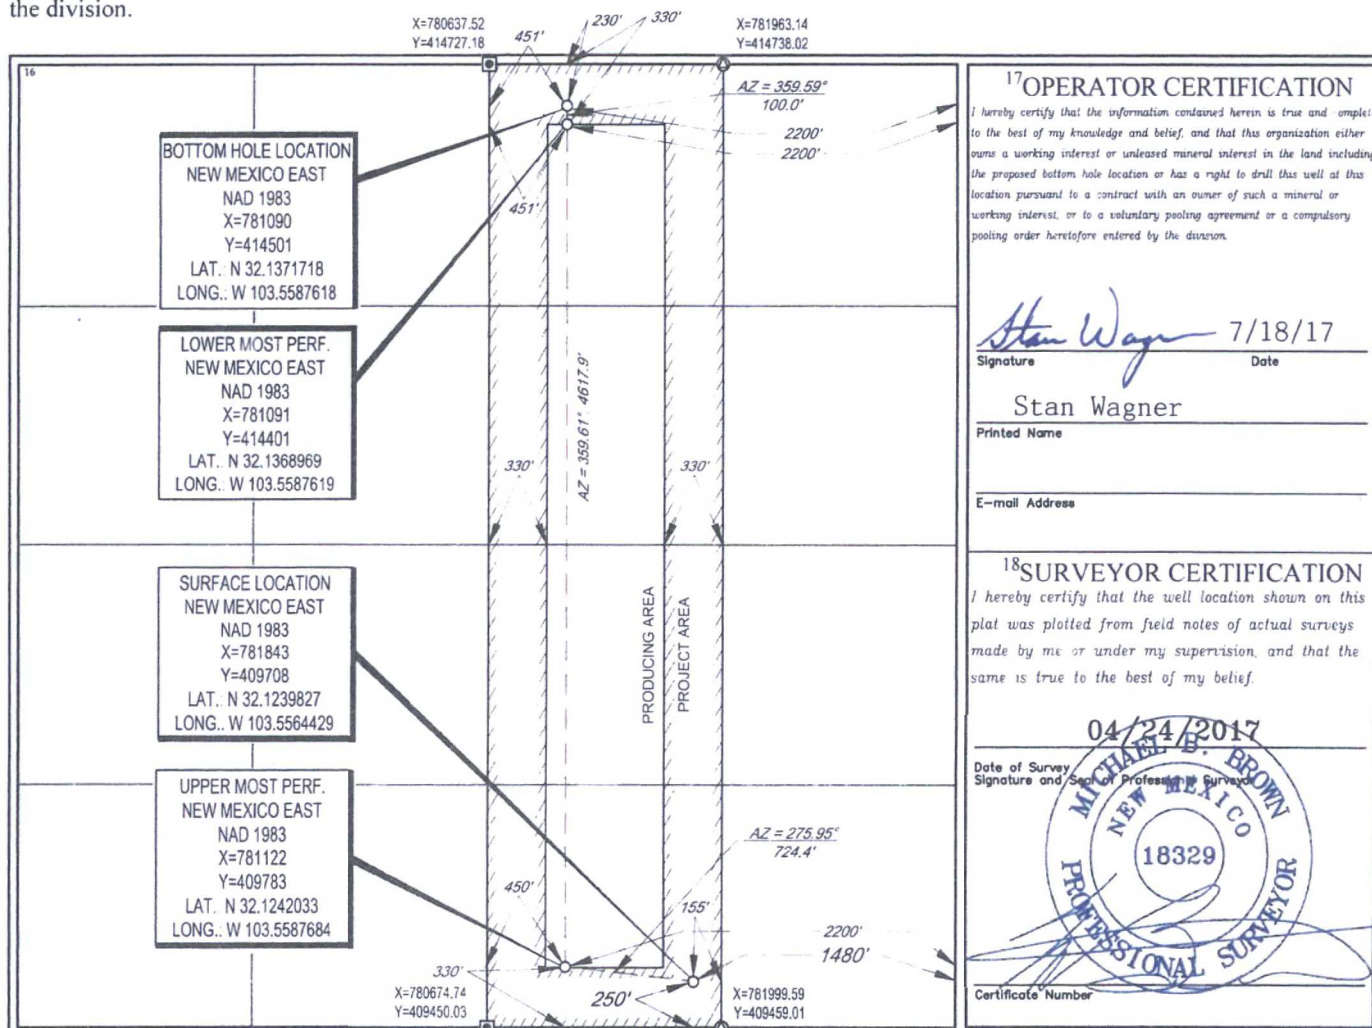 the division.
X=780637.52
Y=414727.18
451'
230'
330'
X=781963.14
Y=414738.02
16
AZ = 359.59°
100.0'
2200'
2200'
451'
BOTTOM HOLE LOCATION
NEW MEXICO EAST
NAD 1983
X=781090
Y=414501
LAT.: N 32.1371718
LONG.: W 103.5587618
LOWER MOST PERF.
NEW MEXICO EAST
NAD 1983
X=781091
Y=414401
LAT.: N 32.1368969
LONG.: W 103.5587619
AZ = 359.61° 4617.9'
330'
330'
SURFACE LOCATION
NEW MEXICO EAST
NAD 1983
X=781843
Y=409708
LAT.: N 32.1239827
LONG.: W 103.5564429
PRODUCING AREA
PROJECT AREA
UPPER MOST PERF.
NEW MEXICO EAST
NAD 1983
X=781122
Y=409783
LAT.: N 32.1242033
LONG.: W 103.5587684
AZ = 275.95°
724.4'
450'
155'
2200'
1480'
330'
250'
X=780674.74
Y=409450.03
X=781999.59
Y=409459.01
17 OPERATOR CERTIFICATION
I hereby certify that the information contained herein is true and complet
to the best of my knowledge and belief, and that this organization either
owns a working interest or unleased mineral interest in the land including
the proposed bottom hole location or has a right to drill this well at this
location pursuant to a contract with an owner of such a mineral or
working interest, or to a voluntary pooling agreement or a compulsory
pooling order heretofore entered by the division.
Stan Wagner 7/18/17
Signature Date
Stan Wagner
Printed Name
E-mail Address
18 SURVEYOR CERTIFICATION
I hereby certify that the well location shown on this
plat was plotted from field notes of actual surveys
made by me or under my supervision, and that the
same is true to the best of my belief.
04/24/2017
Date of Survey
Signature and Seal of Professional Surveyor
MICHAEL B. BROWN
NEW MEXICO
18329
PROFESSIONAL SURVEYOR
Certificate Number